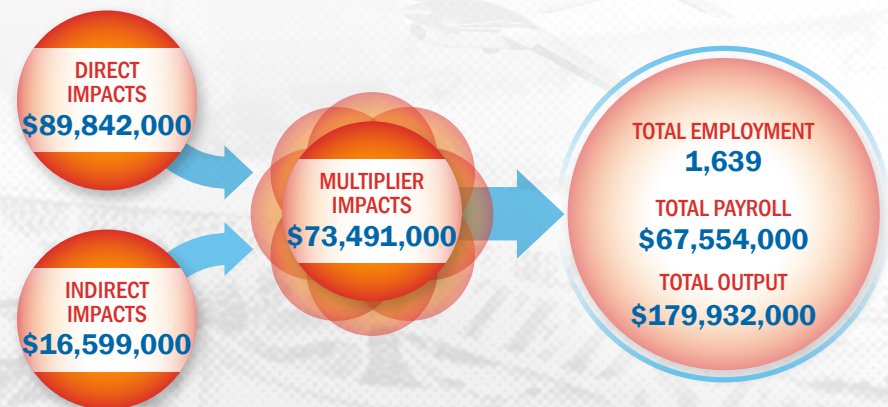 DIRECT
IMPACTS
$89,842,000
INDIRECT
IMPACTS
$16,599,000
MULTIPLIER
IMPACTS
$73,491,000
TOTAL EMPLOYMENT
1,639
TOTAL PAYROLL
$67,554,000
TOTAL OUTPUT
$179,932,000